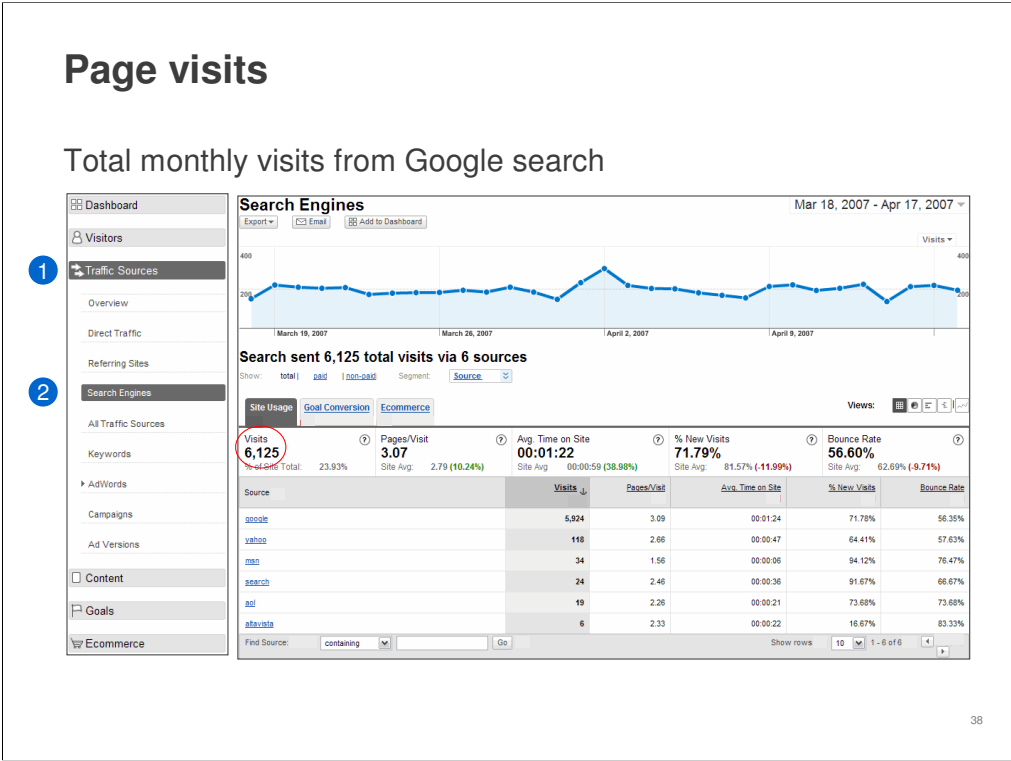 Page visits
Total monthly visits from Google search
1
2
Dashboard
Visitors
Traffic Sources
Overview
Direct Traffic
Referring Sites
Search Engines
All Traffic Sources
Keywords
AdWords
Campaigns
Ad Versions
Content
Goals
Ecommerce
Search Engines
Mar 18, 2007 - Apr 17, 2007
Export Email Add to Dashboard
Visits
400 400
200 200
March 19, 2007 March 26, 2007 April 2, 2007 April 9, 2007
Search sent 6,125 total visits via 6 sources
Show: total | paid | non-paid Segment: Source
Site Usage Goal Conversion Ecommerce Views:
Visits ? Pages/Visit ? Avg. Time on Site ? % New Visits ? Bounce Rate ?
6,125 3.07 00:01:22 71.79% 56.60%
% of Site Total: 23.93% Site Avg: 2.79 (10.24%) Site Avg 00:00:59 (38.98%) Site Avg: 81.57% (-11.99%) Site Avg: 62.69% (-9.71%)
Source Visits Pages/Visit Avg. Time on Site % New Visits Bounce Rate
google 5,924 3.09 00:01:24 71.78% 56.35%
yahoo 118 2.66 00:00:47 64.41% 57.63%
msn 34 1.56 00:00:06 94.12% 76.47%
search 24 2.46 00:00:36 91.67% 66.67%
aol 19 2.26 00:00:21 73.68% 73.68%
altavista 6 2.33 00:00:22 16.67% 83.33%
Find Source: containing Go Show rows 10 1 - 6 of 6
38